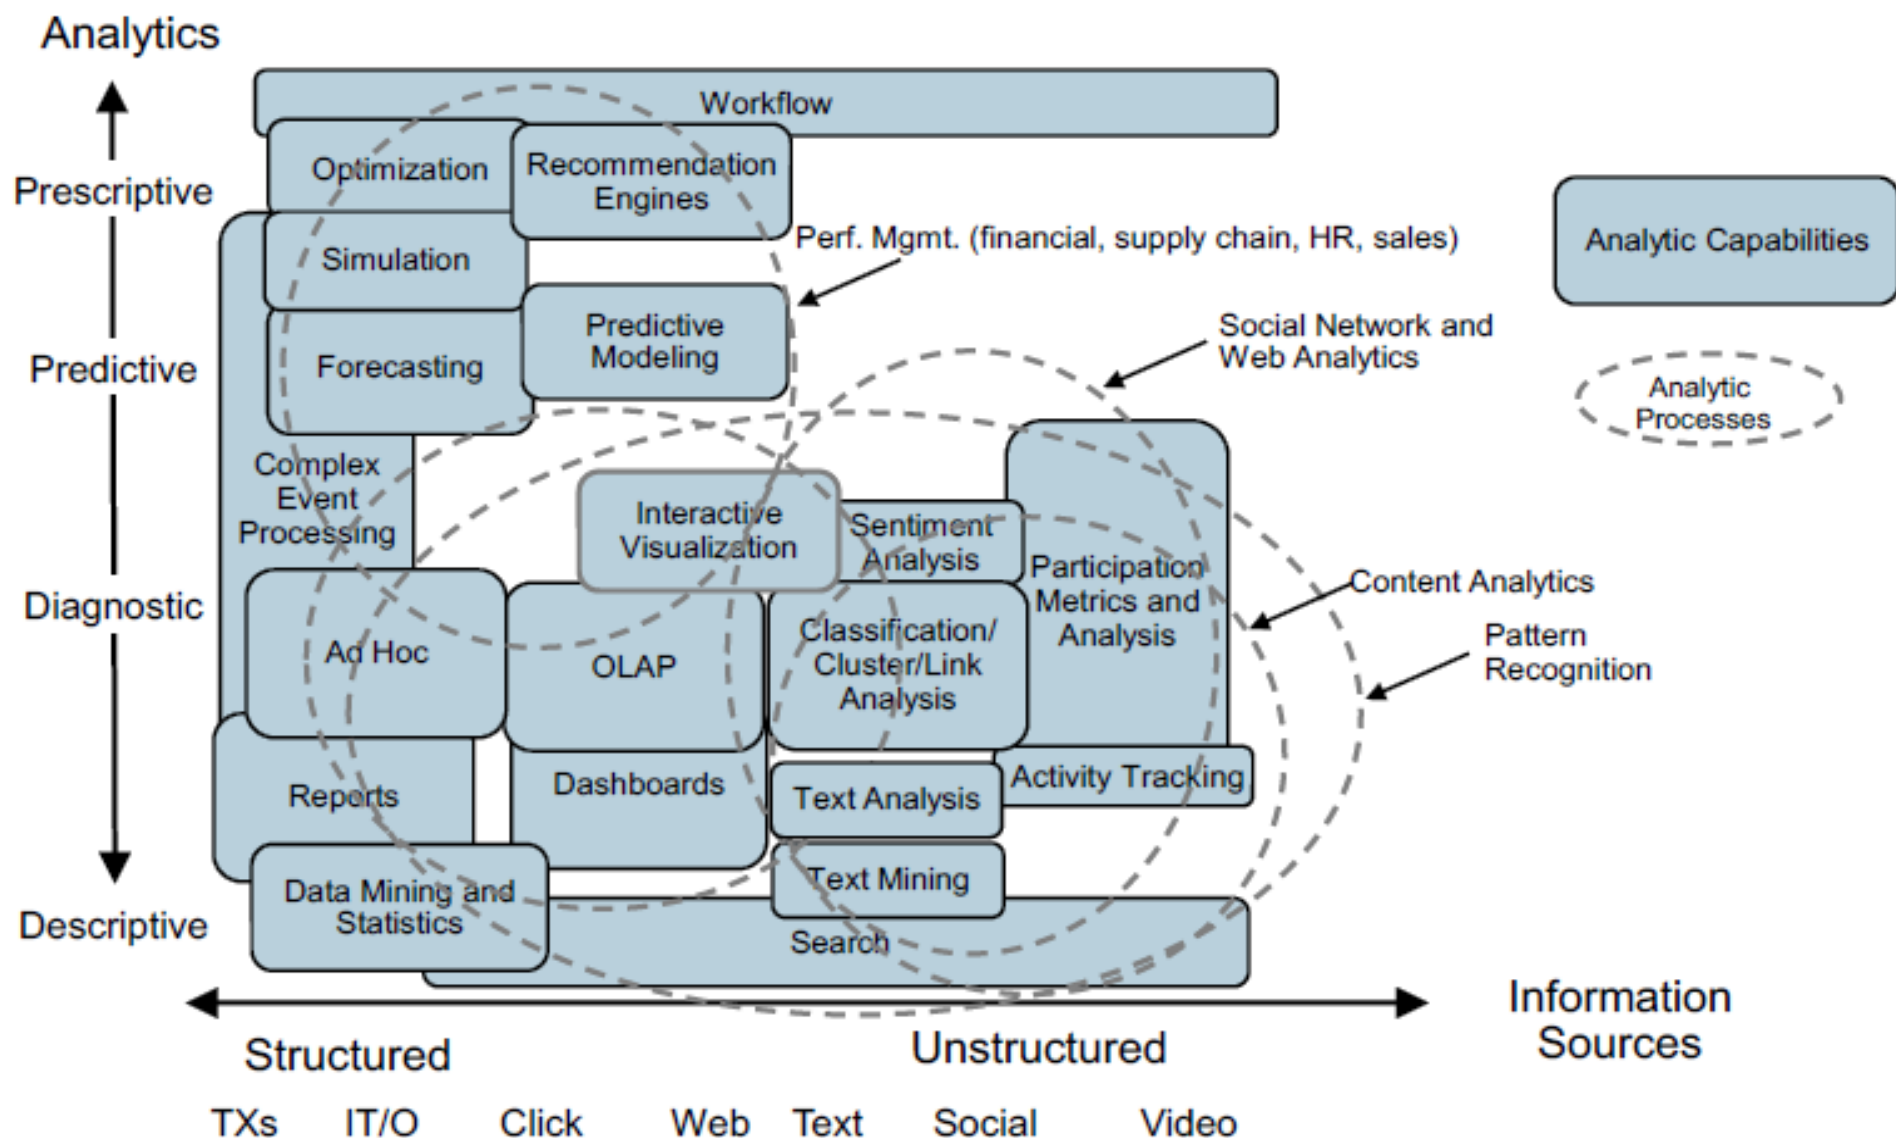 Analytics
Workflow
Optimization
Recommendation
Engines
Prescriptive
Simulation
Perf. Mgmt. (financial, supply chain, HR, sales)
Analytic Capabilities
Predictive
Modeling
Social Network and
Web Analytics
Predictive
Forecasting
Analytic
Processes
Complex
Event
Processing
Interactive
Visualization
Sentiment
Analysis
Participation
Metrics and
Analysis
Content Analytics
Diagnostic
Ad Hoc
OLAP
Classification/
Cluster/Link
Analysis
Pattern
Recognition
Reports
Dashboards
Text Analysis
Activity Tracking
Data Mining and
Statistics
Text Mining
Descriptive
Search
Structured
Unstructured
Information
Sources
TXs
IT/O
Click
Web
Text
Social
Video